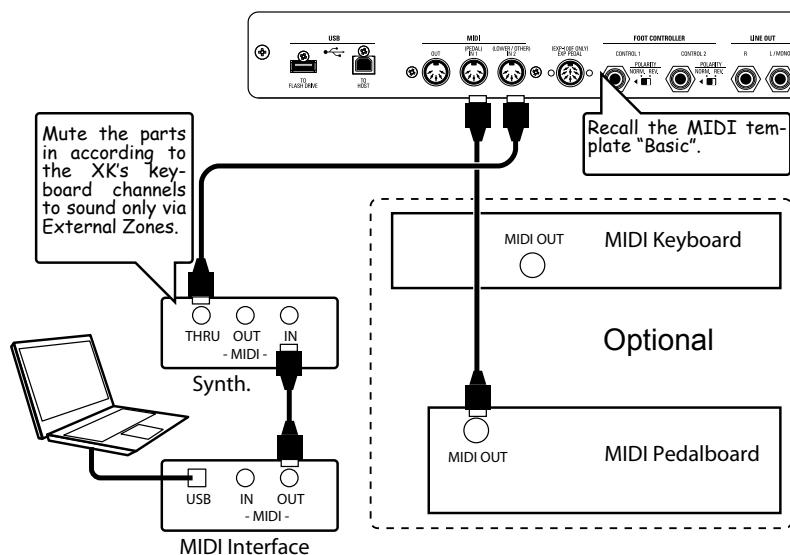 USB
MIDI
FOOT CONTROLLER
LINE OUT
OUT
(PEDAL)
IN 1
(LOWER / OTHER)
IN 2
(EXP-100F ONLY)
EXP PEDAL
CONTROL 1
CONTROL 2
R
L / MONO
POLARITY
NORM. REV.
POLARITY
NORM. REV.
TO
FLASH DRIVE
TO
HOST
Mute the parts
in according to
the XK's key-
board channels
to sound only via
External Zones.
Recall the MIDI tem-
plate “Basic”.
MIDI OUT
MIDI Keyboard
Optional
THRU OUT IN
- MIDI -
Synth.
MIDI OUT
MIDI Pedalboard
USB IN OUT
- MIDI -
MIDI Interface